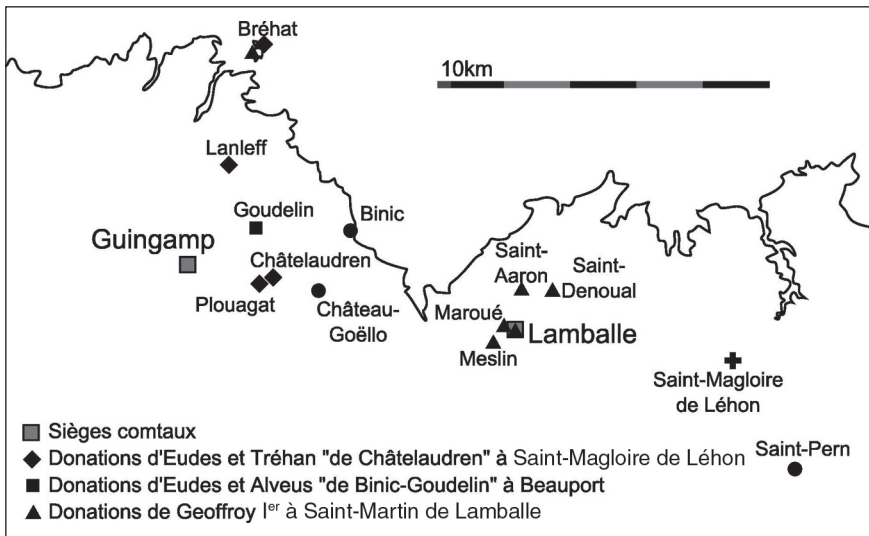 Bréhat
10km
Lanleff
Goudelin
Binic
Guingamp
Châtelaudren
Plouagat
Château-
Goëllo
Saint-
Aaron
Saint-
Denoual
Maroué
Lamballe
Meslin
Saint-Magloire
de Léhon
Saint-Pern
Sièges comtaux
Donations d'Eudes et Tréhan "de Châtelaudren" à Saint-Magloire de Léhon
Donations d'Eudes et Alveus "de Binic-Goudelin" à Beauport
Donations de Geoffroy Ier à Saint-Martin de Lamballe